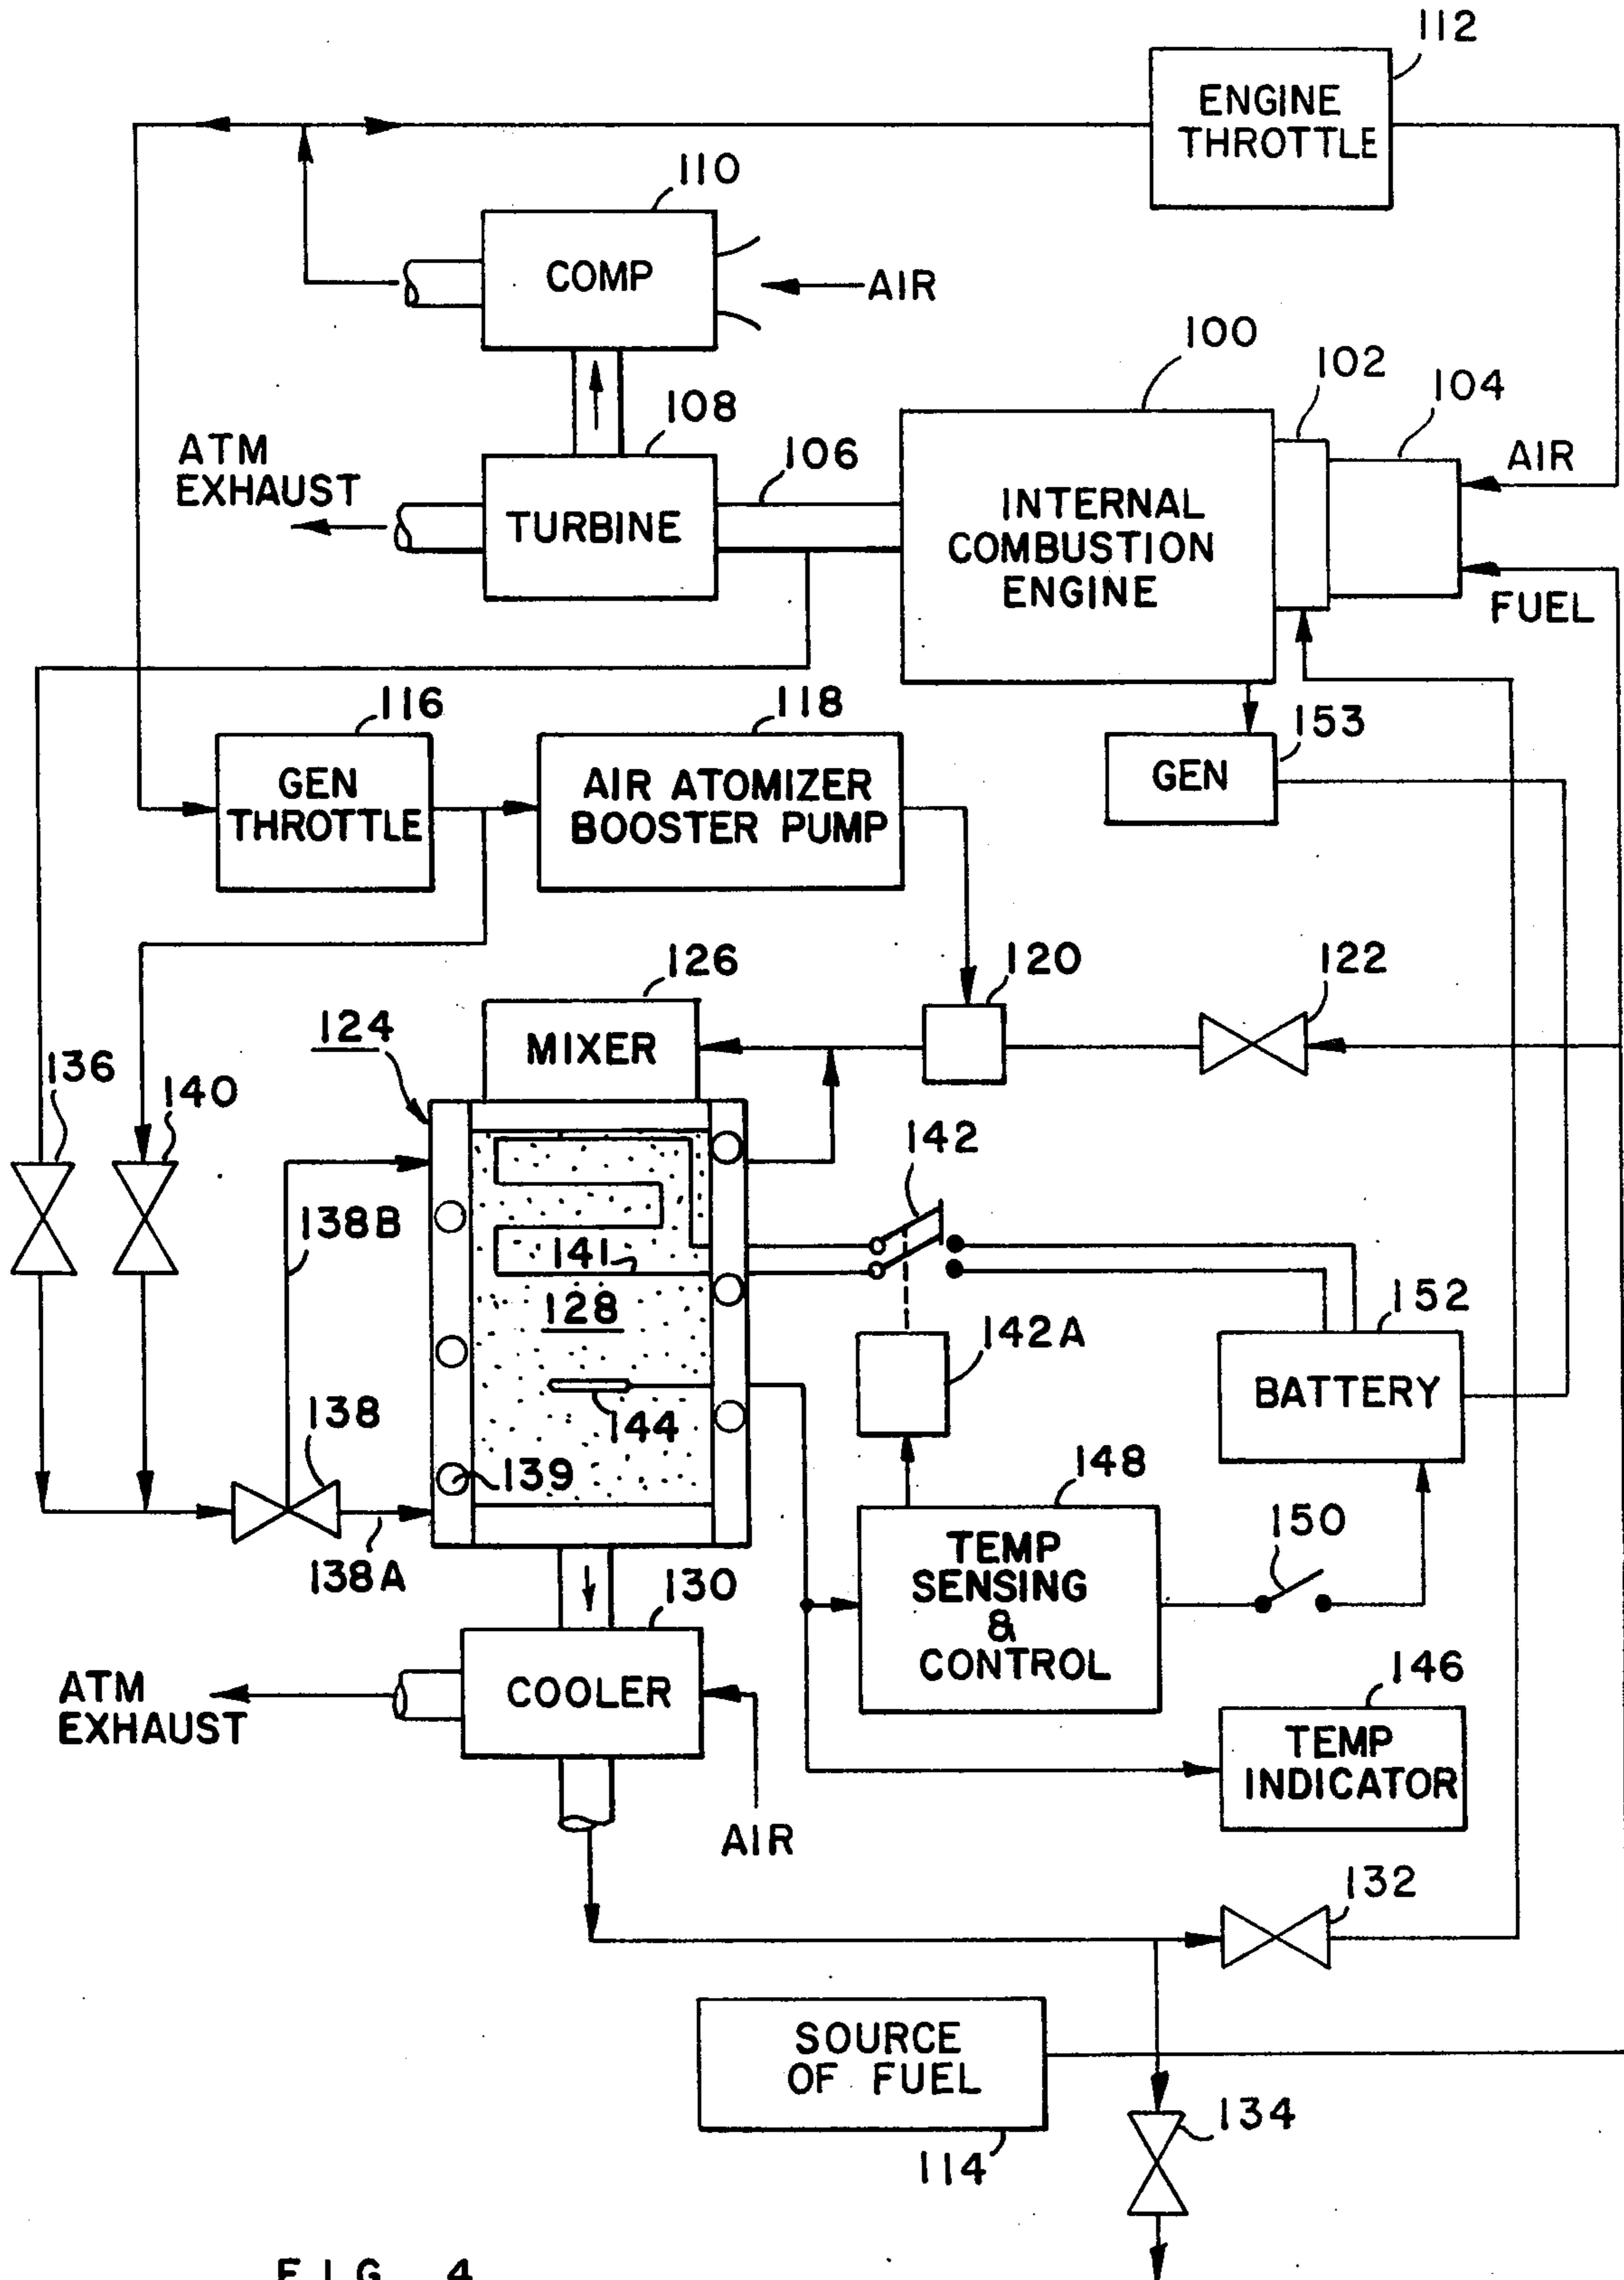 112
ENGINE
THROTTLE
110
COMP
AIR
100
102
104
108
106
ATM
EXHAUST
TURBINE
INTERNAL
COMBUSTION
ENGINE
AIR
FUEL
116
118
153
GEN
THROTTLE
AIR ATOMIZER
BOOSTER PUMP
GEN
126
120
122
124
MIXER
136
140
142
138B
141
128
152
142A
BATTERY
138
144
139
148
150
138A
130
TEMP
SENSING
&
CONTROL
ATM
EXHAUST
COOLER
146
TEMP
INDICATOR
AIR
132
SOURCE
OF FUEL
134
114
FIG. 4